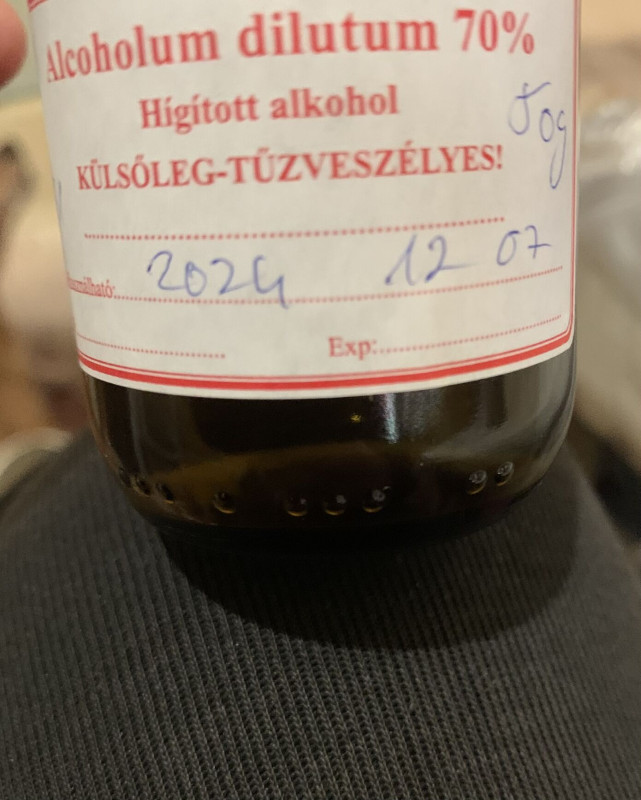 Alcoholum dilutum 70%
Hígított alkohol
50g
KÜLSŐLEG-TŰZVESZÉLYES!
2024 12 07
Exp: